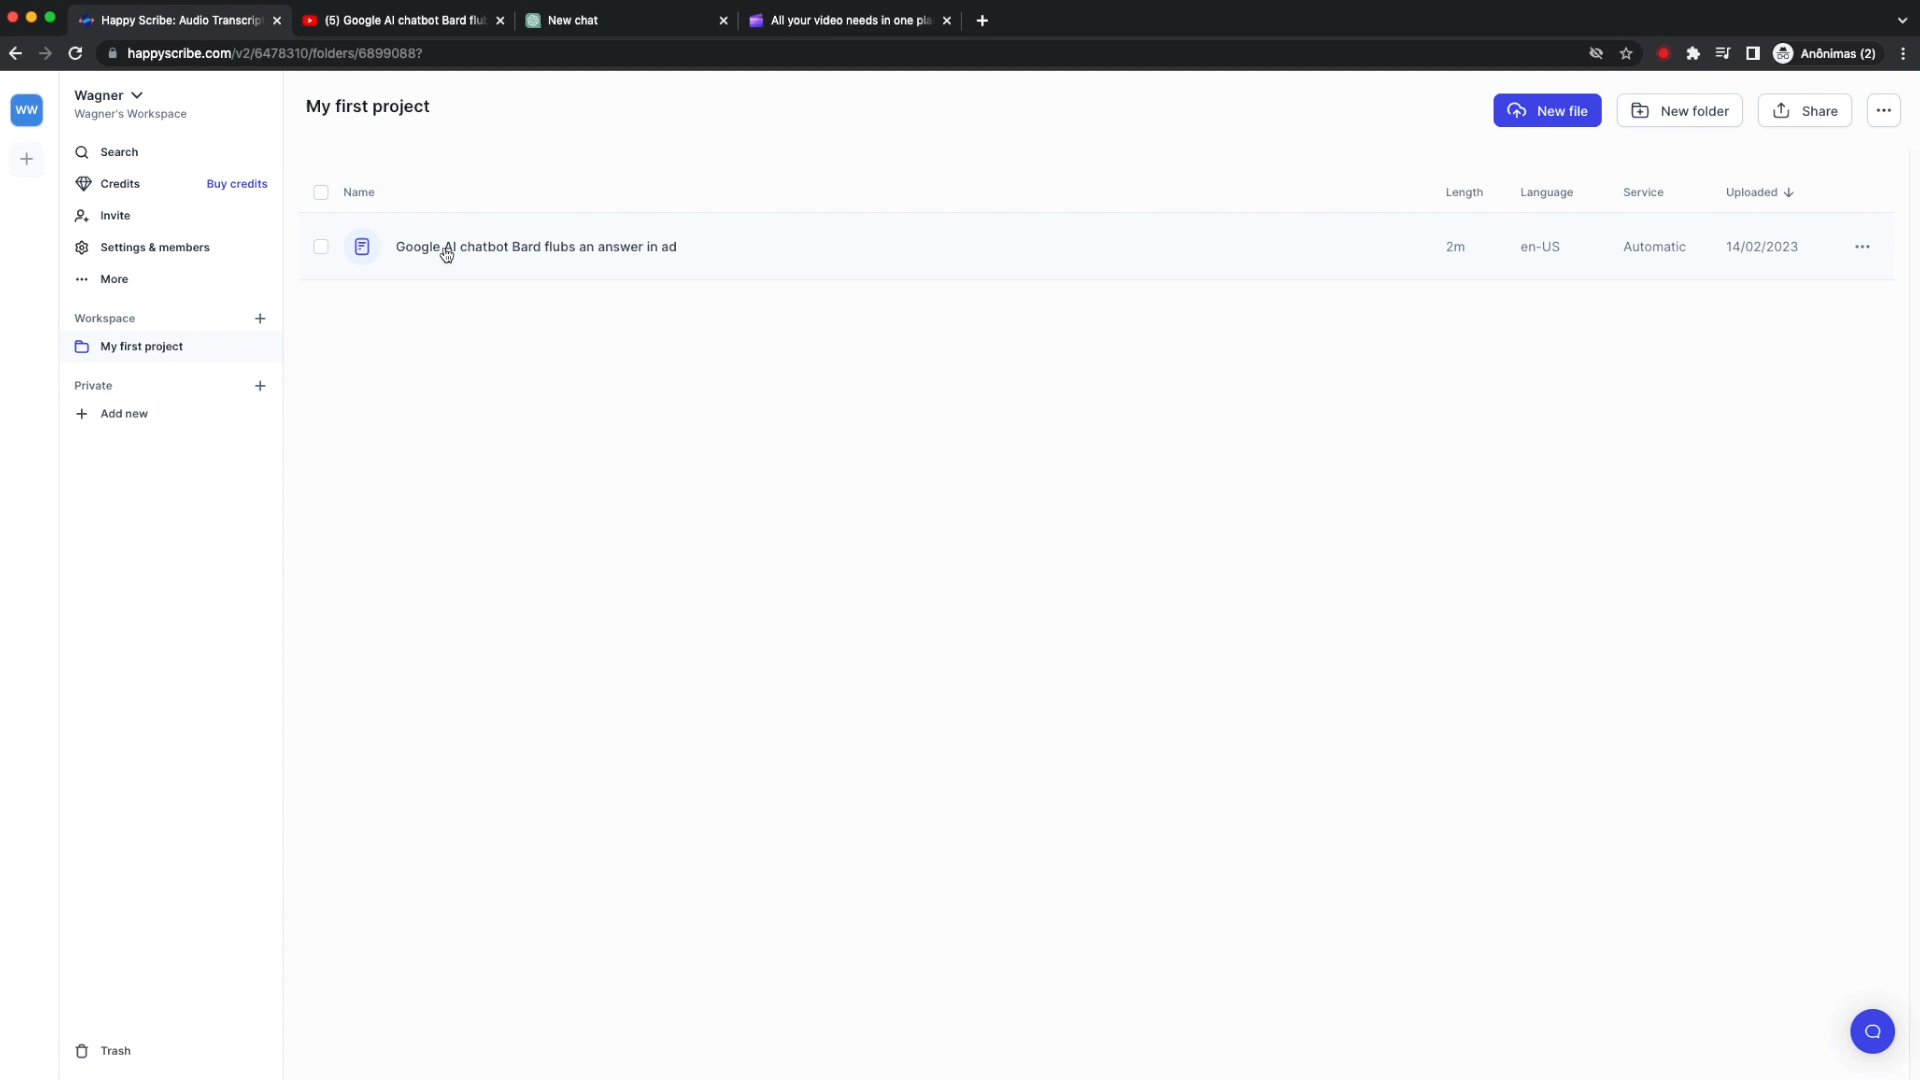 Happy Scribe: Audio Transcript
(5) Google AI chatbot Bard flu
New chat
All your video needs in one pla
happyscribe.com/v2/6478310/folders/6899088?
Anônimas (2)
WW
Wagner
Wagner's Workspace
Search
Credits
Buy credits
Invite
Settings & members
More
Workspace
My first project
Private
Add new
Trash
My first project
New file
New folder
Share
Name
Length
Language
Service
Uploaded
Google AI chatbot Bard flubs an answer in ad
2m
en-US
Automatic
14/02/2023